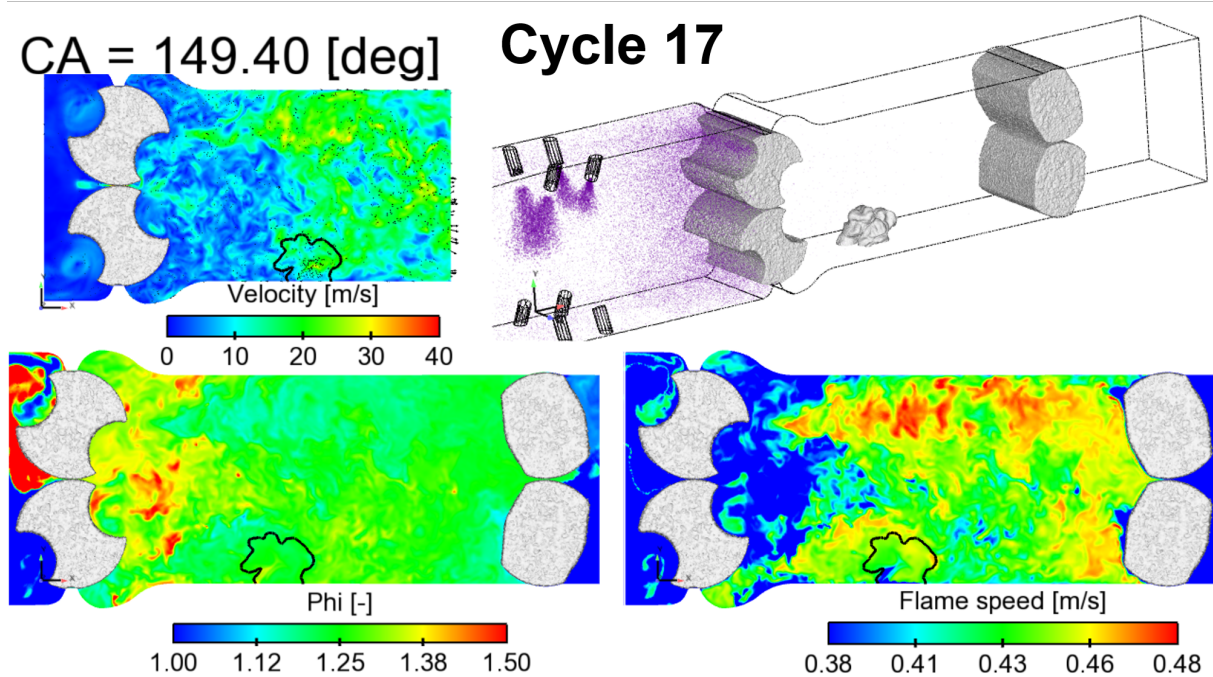 CA = 149.40 [deg]
Cycle 17
Velocity [m/s]
0 10 20 30 40
Y
X
Phi [-]
1.00 1.12 1.25 1.38 1.50
X
Flame speed [m/s]
0.38 0.41 0.43 0.46 0.48
X